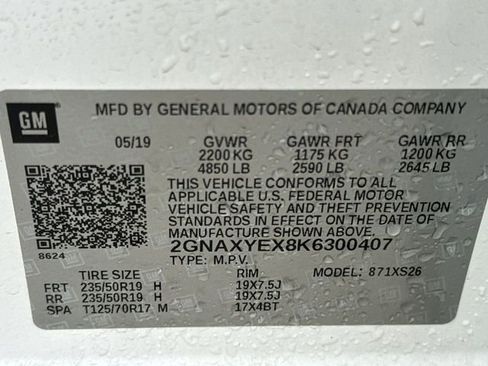 GM
MFD BY GENERAL MOTORS OF CANADA COMPANY
05/19 GVWR GAWR FRT GAWR RR
2200 KG 1175 KG 1200 KG
4850 LB 2590 LB 2645 LB
THIS VEHICLE CONFORMS TO ALL
APPLICABLE U.S. FEDERAL MOTOR
VEHICLE SAFETY AND THEFT PREVENTION
STANDARDS IN EFFECT ON THE DATE OF
MANUFACTURE SHOWN ABOVE.
8624 2GNAXYEX8K6300407
TYPE: M.P.V. MODEL: 871XS26
TIRE SIZE RIM
FRT 235/50R19 H 19X7.5J
RR 235/50R19 H 19X7.5J
SPA T125/70R17 M 17X4BT